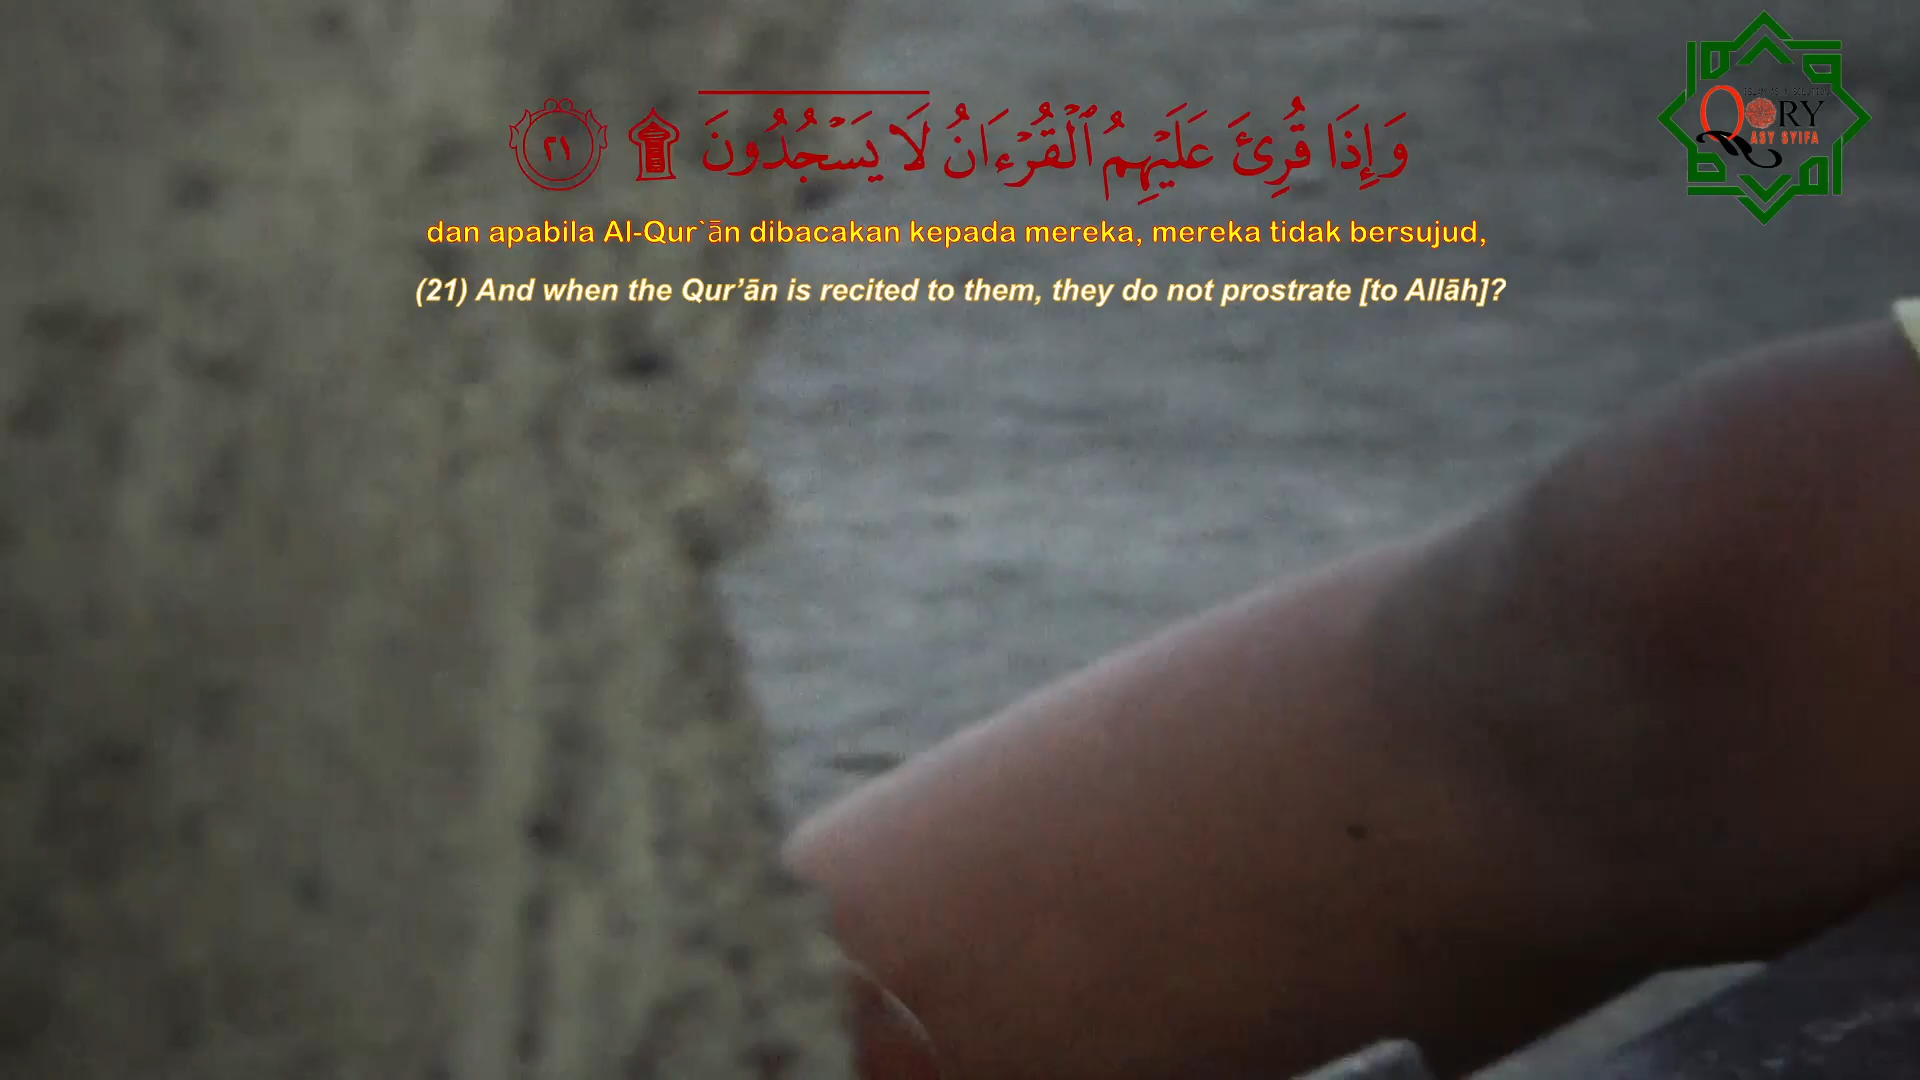 وَإِذَا قُرِئَ عَلَيْهِمُ ٱلْقُرْءَانُ لَا يَسْجُدُونَ ۩ ٢١
dan apabila Al-Qur`ān dibacakan kepada mereka, mereka tidak bersujud,
(21) And when the Qur’ān is recited to them, they do not prostrate [to Allāh]?
QORY
ASY SYIFA